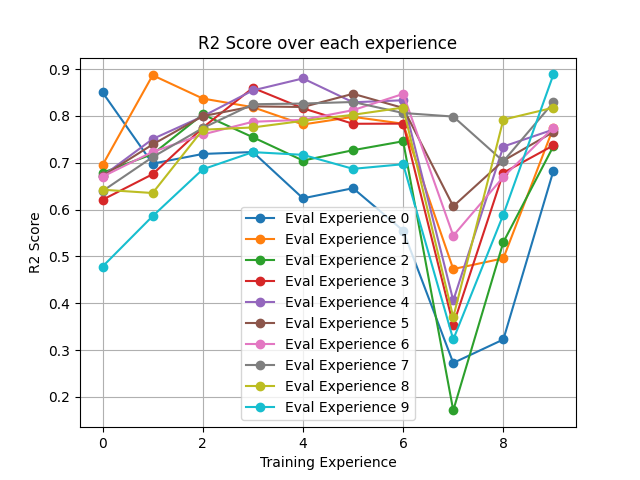 R2 Score over each experience
R2 Score
0.9
0.8
0.7
0.6
0.5
0.4
0.3
0.2
Eval Experience 0
Eval Experience 1
Eval Experience 2
Eval Experience 3
Eval Experience 4
Eval Experience 5
Eval Experience 6
Eval Experience 7
Eval Experience 8
Eval Experience 9
0 2 4 6 8
Training Experience